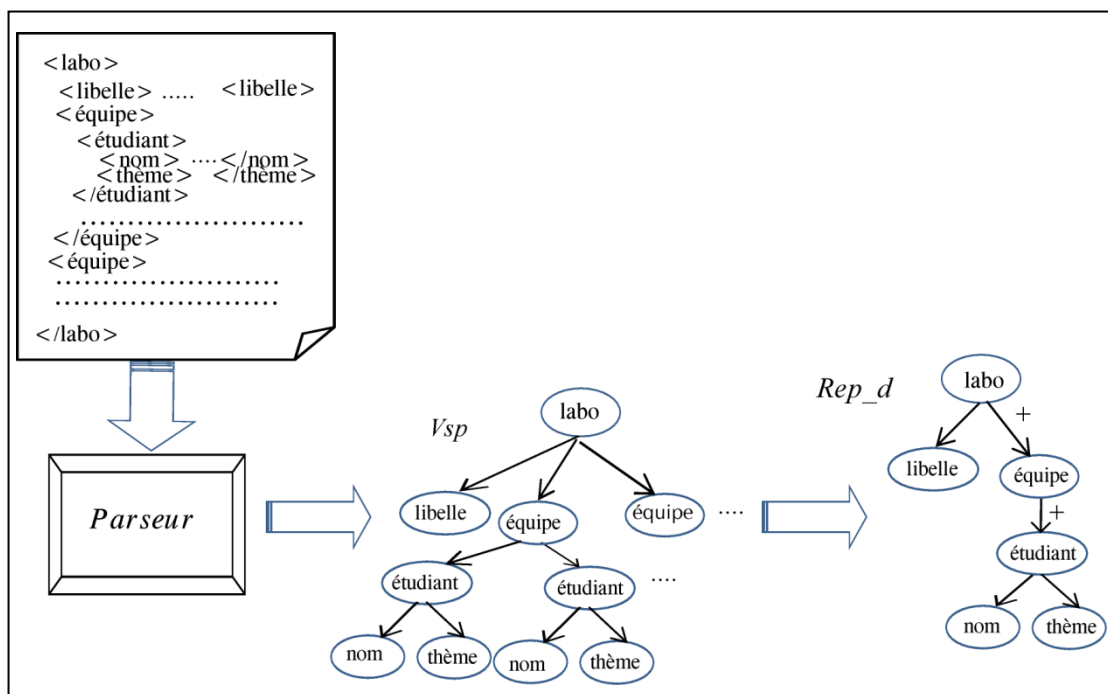 <labo>
<libelle> ..... <libelle>
<équipe>
<étudiant>
<nom> ....</nom>
<thème> </thème>
</étudiant>
........................
</équipe>
<équipe>
........................
........................
</labo>
Parseur
Vsp
labo
libelle
équipe
équipe ....
étudiant
étudiant ....
nom
thème
nom
thème
Rep_d
labo
+
libelle
équipe
+
étudiant
nom
thème